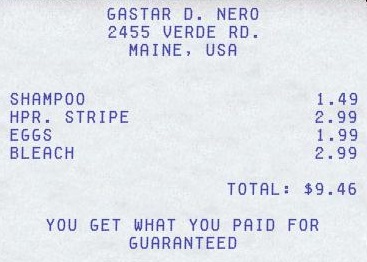 GASTAR D. NERO
2455 VERDE RD.
MAINE, USA
SHAMPOO 1.49
HPR. STRIPE 2.99
EGGS 1.99
BLEACH 2.99
TOTAL: $9.46
YOU GET WHAT YOU PAID FOR
GUARANTEED